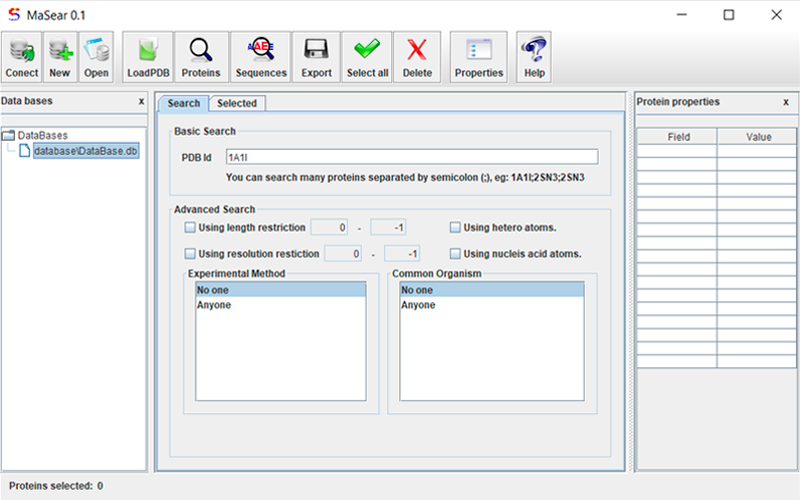 MaSear 0.1
Conect New Open LoadPDB Proteins Sequences Export Select all Delete Properties Help
Data bases x
DataBases
database\DataBase.db
Search Selected
Basic Search
PDB Id 1A1I
You can search many proteins separated by semicolon (;), eg: 1A1I;2SN3;2SN3
Advanced Search
Using length restriction 0 - -1 Using hetero atoms.
Using resolution restiction 0 - -1 Using nucleis acid atoms.
Experimental Method Common Organism
No one No one
Anyone Anyone
Protein properties x
Field Value
Proteins selected: 0